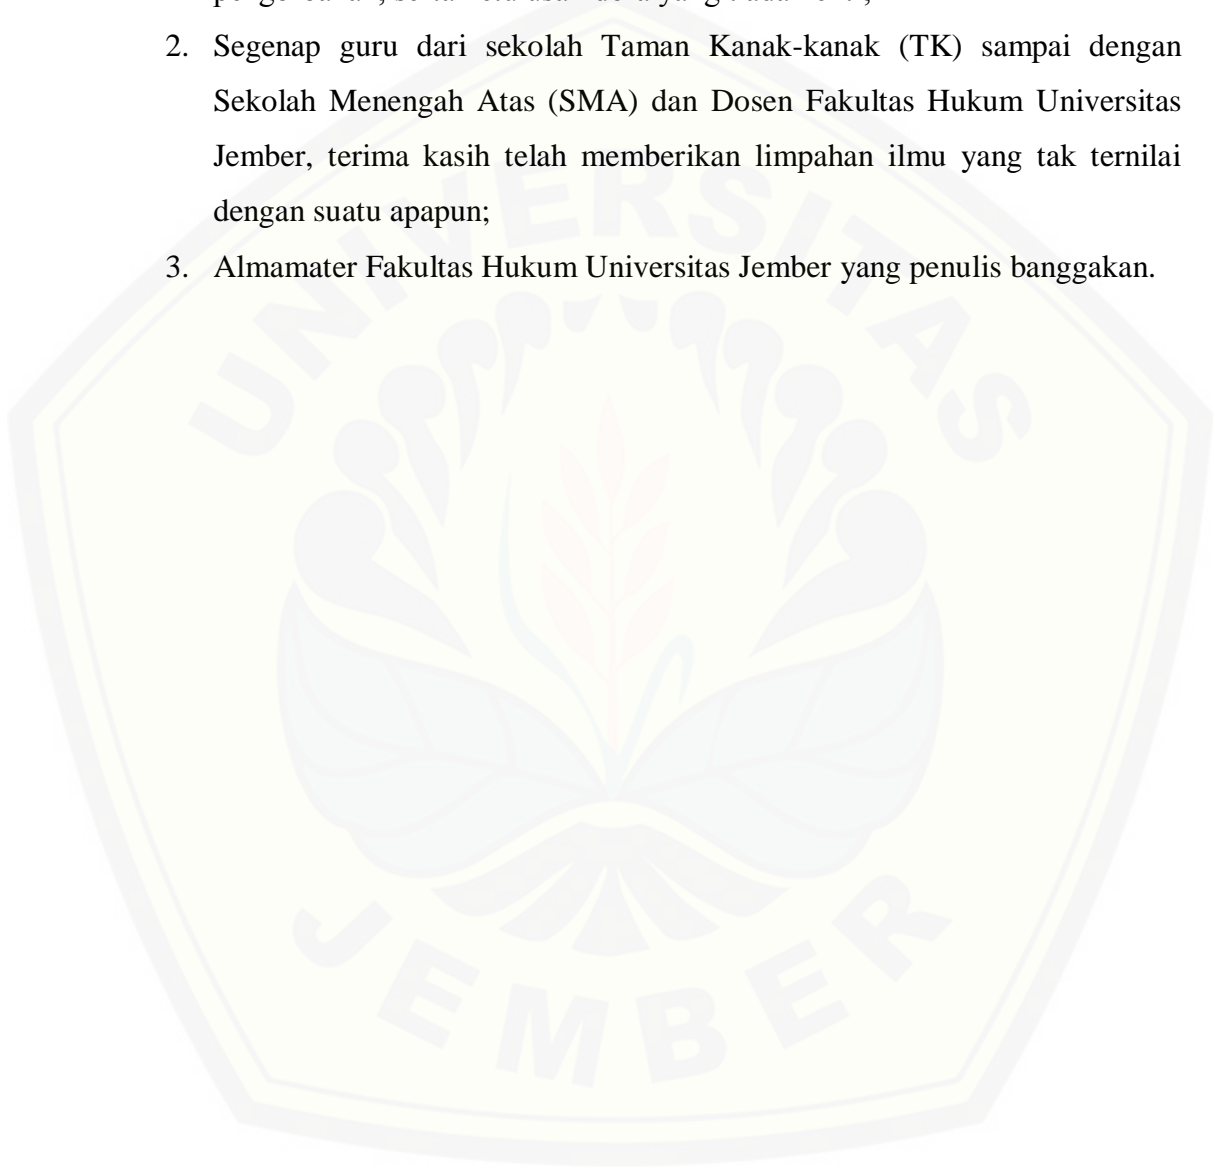 2. Segenap guru dari sekolah Taman Kanak-kanak (TK) sampai dengan
Sekolah Menengah Atas (SMA) dan Dosen Fakultas Hukum Universitas
Jember, terima kasih telah memberikan limpahan ilmu yang tak ternilai
dengan suatu apapun;
3. Almamater Fakultas Hukum Universitas Jember yang penulis banggakan.
UNIVERSITAS
JEMBER